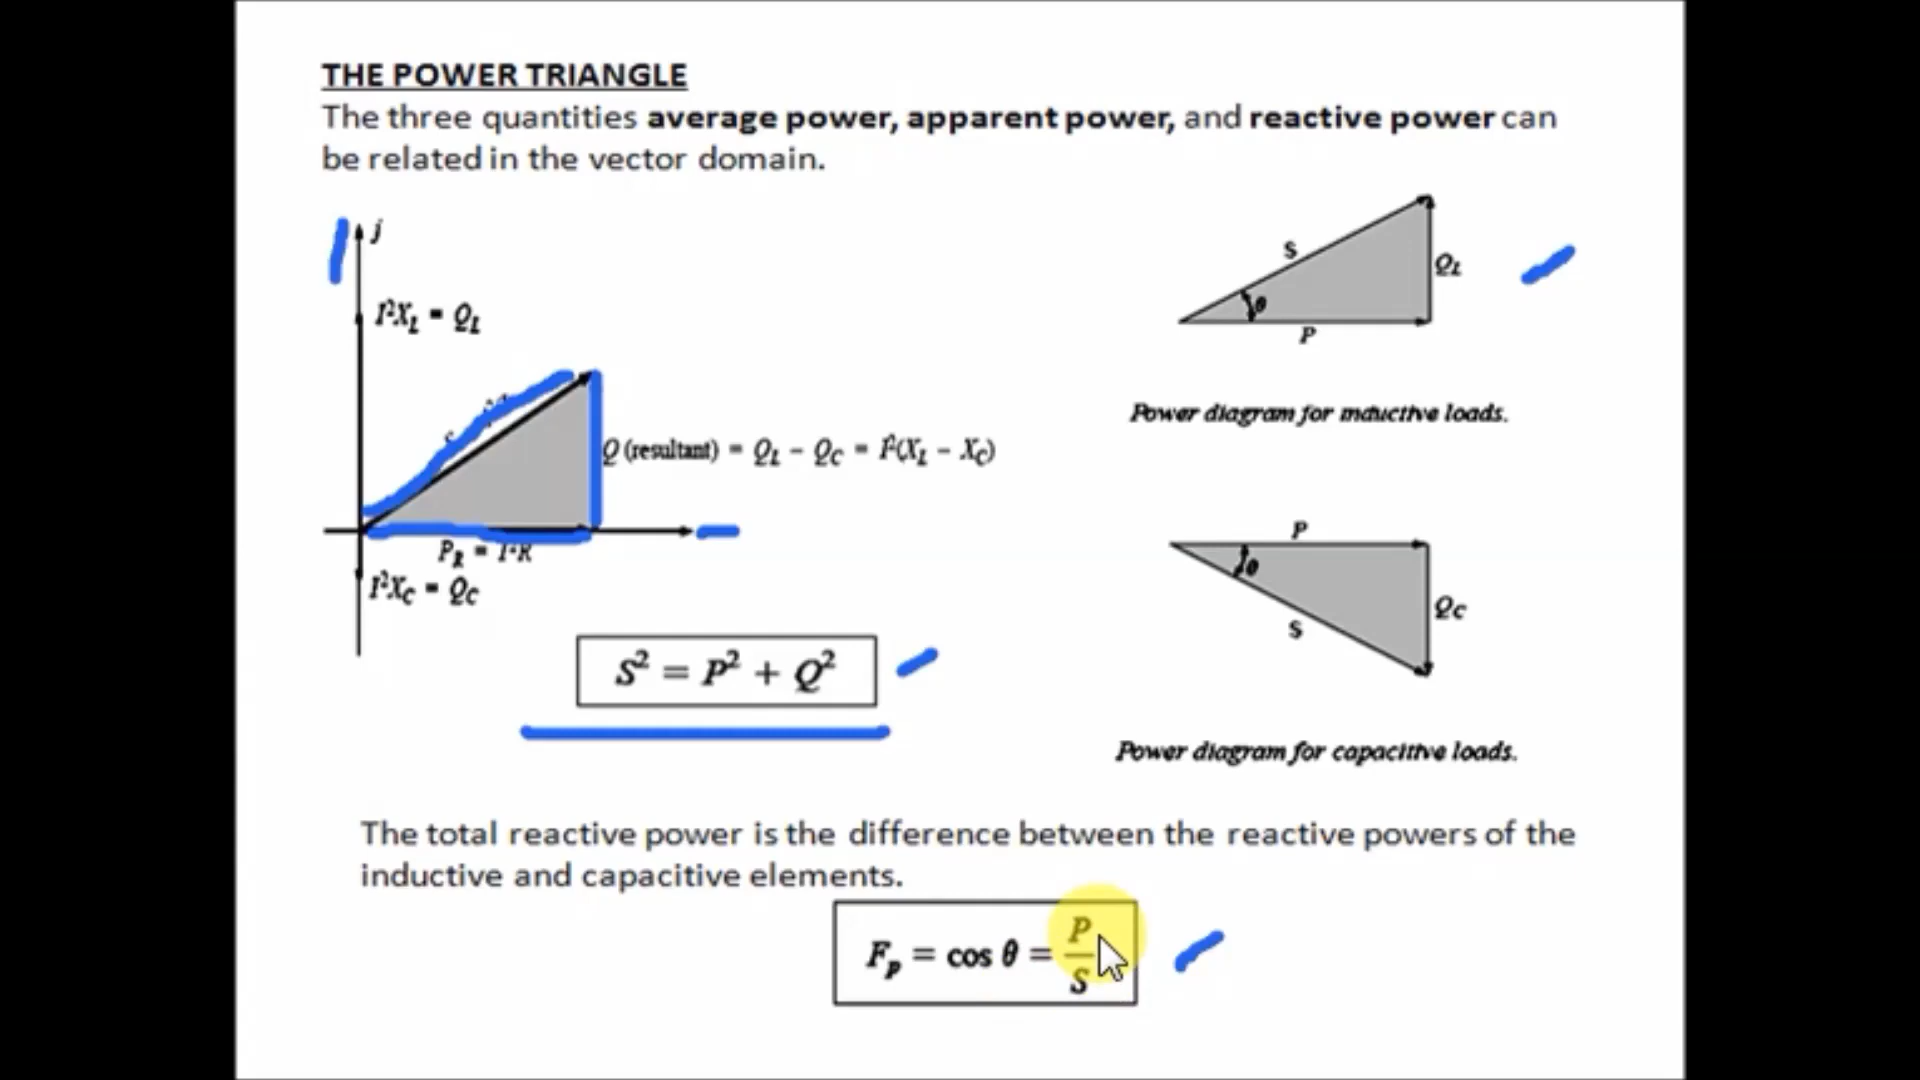 THE POWER TRIANGLE
The three quantities average power, apparent power, and reactive power can
be related in the vector domain.
j
I²X_L = Q_L
Q (resultant) = Q_L − Q_C = I²(X_L − X_C)
P_R = I²R
I²X_C = Q_C
S² = P² + Q²
S
Q_L
θ
P
Power diagram for inductive loads.
P
θ
Q_C
S
Power diagram for capacitive loads.
The total reactive power is the difference between the reactive powers of the
inductive and capacitive elements.
F_p = cos θ = P/S